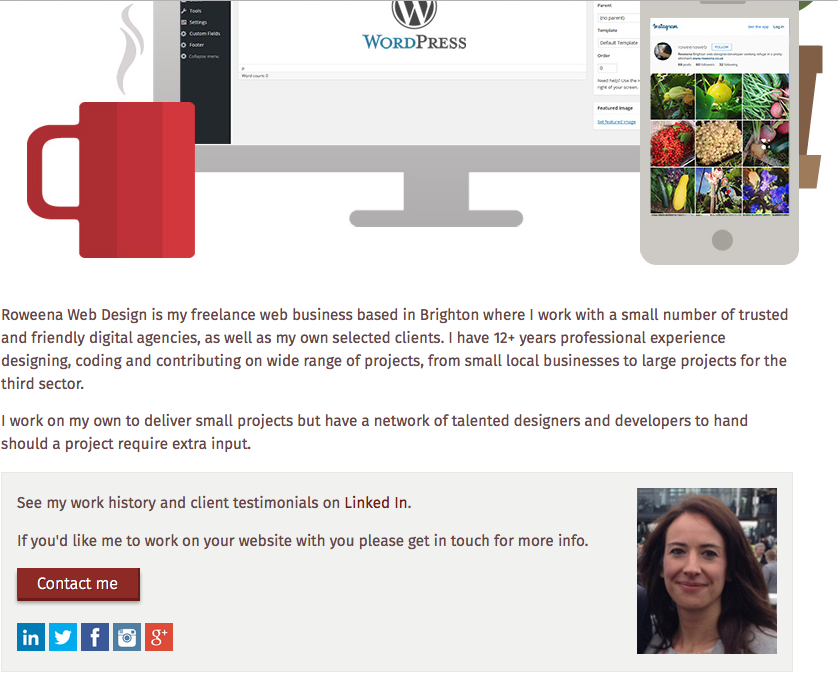 Tools
Settings
Custom Fields
Footer
Collapse menu
WORDPRESS
p
Word count: 0
Parent
(no parent)
Template
Default Template
Order
0
Need help? Use the
right of your screen.
Featured Image
Set featured image
Instagram
Get the app
Log in
FOLLOW
Roweena Web Design is my freelance web business based in Brighton where I work with a small number of trusted
and friendly digital agencies, as well as my own selected clients. I have 12+ years professional experience
designing, coding and contributing on wide range of projects, from small local businesses to large projects for the
third sector.
I work on my own to deliver small projects but have a network of talented designers and developers to hand
should a project require extra input.
See my work history and client testimonials on Linked In.
If you'd like me to work on your website with you please get in touch for more info.
Contact me
in
f
g+